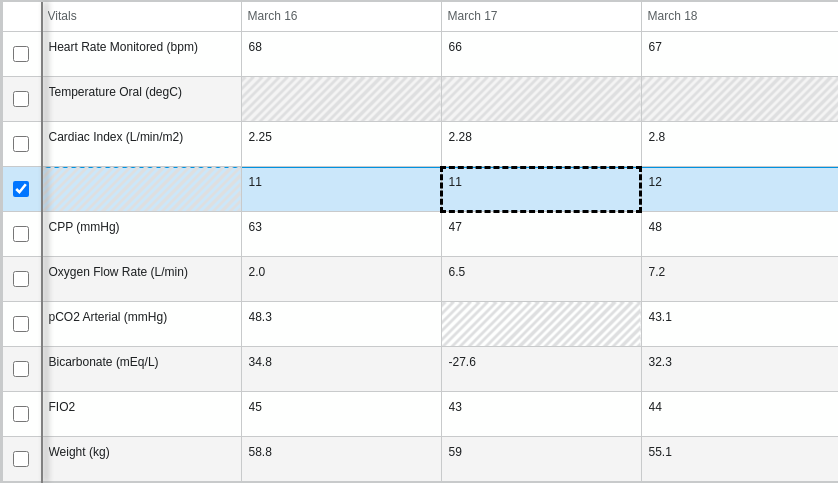 Vitals March 16 March 17 March 18
Heart Rate Monitored (bpm) 68 66 67
Temperature Oral (degC)
Cardiac Index (L/min/m2) 2.25 2.28 2.8
11 11 12
CPP (mmHg) 63 47 48
Oxygen Flow Rate (L/min) 2.0 6.5 7.2
pCO2 Arterial (mmHg) 48.3 43.1
Bicarbonate (mEq/L) 34.8 -27.6 32.3
FIO2 45 43 44
Weight (kg) 58.8 59 55.1